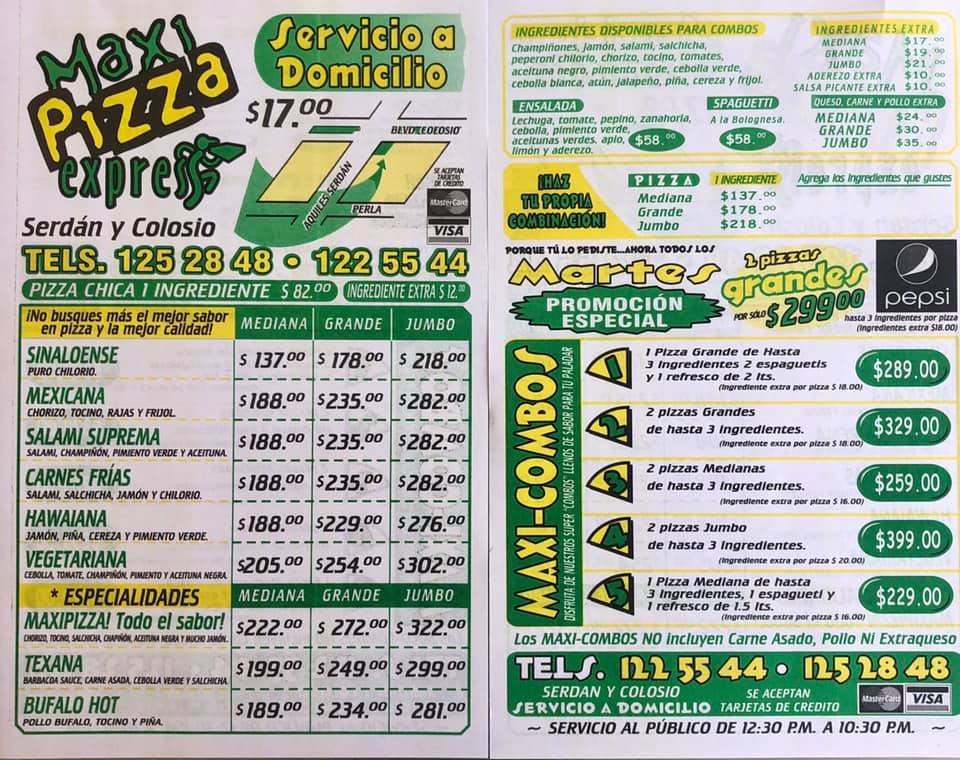 Maxi
Pizza
express
Servicio a
Domicilio
$17.00
BLVD. COLOSIO
AQUILES SERDÁN
PERLA
SE ACEPTAN
TARJETAS
DE CREDITO
MasterCard
VISA
Serdán y Colosio
TELS. 125 28 48 • 122 55 44
PIZZA CHICA 1 INGREDIENTE $ 82.00 INGREDIENTE EXTRA $ 12.00
¡No busques más el mejor sabor
en pizza y la mejor calidad! MEDIANA GRANDE JUMBO
SINALOENSE $ 137.00 $ 178.00 $ 218.00
PURO CHILORIO.
MEXICANA $188.00 $235.00 $282.00
CHORIZO, TOCINO, RAJAS Y FRIJOL.
SALAMI SUPREMA $188.00 $235.00 $282.00
SALAMI, CHAMPIÑÓN, PIMIENTO VERDE Y ACEITUNA.
CARNES FRÍAS $188.00 $235.00 $282.00
SALAMI, SALCHICHA, JAMÓN Y CHILORIO.
HAWAIANA $188.00 $229.00 $276.00
JAMÓN, PIÑA, CEREZA Y PIMIENTO VERDE.
VEGETARIANA $205.00 $254.00 $302.00
CEBOLLA, TOMATE, CHAMPIÑÓN, PIMIENTO Y ACEITUNA NEGRA.
* ESPECIALIDADES MEDIANA GRANDE JUMBO
MAXIPIZZA! Todo el sabor! $222.00 $ 272.00 $ 322.00
CHORIZO, TOCINO, SALCHICHA, CHAPIÑÓN, ACEITUNA NEGRA Y MUCHO JAMÓN.
TEXANA $199.00 $249.00 $299.00
BARBACOA SAUCE, CARNE ASADA, CEBOLLA VERDE Y SALCHICHA.
BUFALO HOT $189.00 $234.00 $ 281.00
POLLO BUFALO, TOCINO Y PIÑA.
INGREDIENTES DISPONIBLES PARA COMBOS
Champiñones, jamón, salami, salchicha,
peperoni chilorio, chorizo, tocino, tomates,
aceituna negro, pimiento verde, cebolla verde,
cebolla blanca, atún, jalapeño, piña, cereza y frijol.
INGREDIENTES EXTRA
MEDIANA $17.00
GRANDE $19.00
JUMBO $21.00
ADEREZO EXTRA $10.00
SALSA PICANTE EXTRA $10.00
QUESO, CARNE Y POLLO EXTRA
MEDIANA $24.00
GRANDE $30.00
JUMBO $35.00
ENSALADA
Lechuga, tomate, pepino, zanahoria,
cebolla, pimiento verde,
aceitunas verdes. apio,
limón y aderezo.
$58.00
SPAGUETTI
A la Bolognesa.
$58.00
¡HAZ
TU PROPIA
COMBINACIÓN!
PIZZA 1 INGREDIENTE Agrega los Ingredientes que gustes
Mediana $137.00
Grande $178.00
Jumbo $218.00
PORQUE TÚ LO PEDISTE....AHORA TODOS LOS
Martes
PROMOCIÓN
ESPECIAL
2 pizzas
grandes
POR SÓLO $29900
pepsi
hasta 3 ingredientes por pizza
(ingredientes extra $18.00)
MAXI-COMBOS
DISFRUTA DE NUESTROS SUPER "COMBOS" LLENOS DE SABOR PARA TU PALADAR
1
1 Pizza Grande de Hasta
3 Ingredientes 2 espaguetis
y 1 refresco de 2 lts.
(ingrediente extra por pizza $ 18.00)
$289.00
2
2 pizzas Grandes
de hasta 3 Ingredientes.
(ingrediente extra por pizza $ 18.00)
$329.00
3
2 pizzas Medianas
de hasta 3 Ingredientes.
(ingrediente extra por pizza $ 16.00)
$259.00
4
2 pizzas Jumbo
de hasta 3 Ingredientes.
(ingrediente extra por pizza $ 20.00)
$399.00
5
1 Pizza Mediana de hasta
3 Ingredientes, 1 espagueti y
1 refresco de 1.5 lts.
(ingrediente extra por pizza $ 16.00)
$229.00
Los MAXI-COMBOS NO incluyen Carne Asado, Pollo Ni Extraqueso
TELS. 122 55 44 • 125 28 48
SERDAN Y COLOSIO
SERVICIO A DOMICILIO
SE ACEPTAN
TARJETAS DE CREDITO
MasterCard
VISA
~ SERVICIO AL PÚBLICO DE 12:30 P.M. A 10:30 P.M. ~